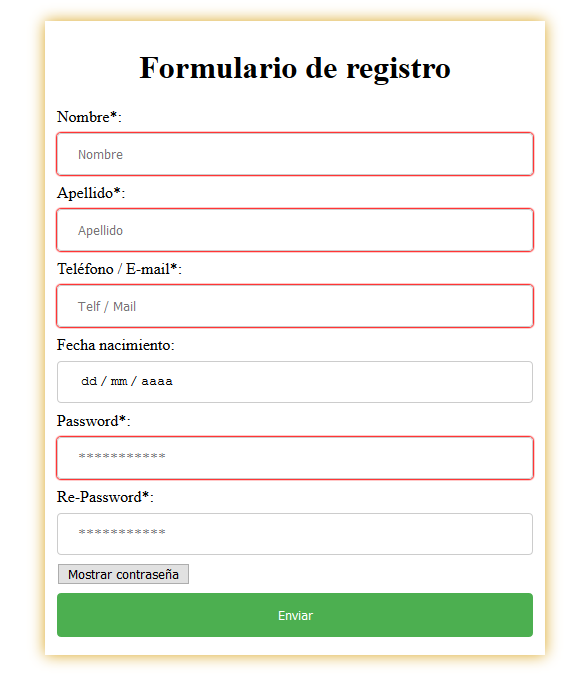 Formulario de registro
Nombre*:
Nombre
Apellido*:
Apellido
Teléfono / E-mail*:
Telf / Mail
Fecha nacimiento:
dd / mm / aaaa
Password*:
***********
Re-Password*:
***********
Mostrar contraseña
Enviar